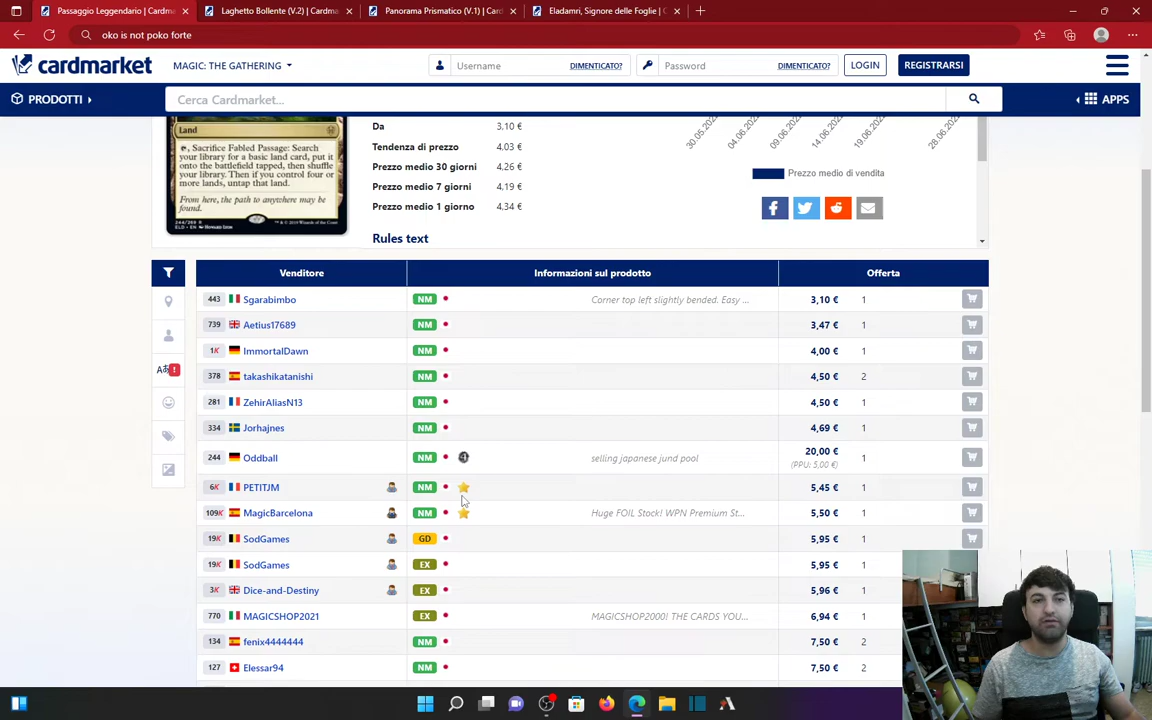 Passaggio Leggendario | Cardmark
Laghetto Bollente (V.2) | Cardma
Panorama Prismatico (V.1) | Card
Eladamri, Signore delle Foglie | C
oko is not poko forte
cardmarket
MAGIC: THE GATHERING
Username
DIMENTICATO?
Password
DIMENTICATO?
LOGIN
REGISTRARSI
PRODOTTI
Cerca Cardmarket...
APPS
Land
, Sacrifice Fabled Passage: Search
your library for a basic land card, put it
onto the battlefield tapped, then shuffle
your library. Then if you control four or
more lands, untap that land.
From here, the path to anywhere may be
found.
Da 3,10 €
Tendenza di prezzo 4,03 €
Prezzo medio 30 giorni 4,26 €
Prezzo medio 7 giorni 4,19 €
Prezzo medio 1 giorno 4,34 €
Rules text
Prezzo medio di vendita
Venditore Informazioni sul prodotto Offerta
443 Sgarabimbo NM Corner top left slightly bended. Easy ... 3,10 € 1
739 Aetius17689 NM 3,47 € 1
1K ImmortalDawn NM 4,00 € 1
378 takashikatanishi NM 4,50 € 2
281 ZehirAliasN13 NM 4,50 € 1
334 Jorhajnes NM 4,69 € 1
244 Oddball NM selling japanese jund pool 20,00 € 1
(PPU: 5,00 €)
6K PETITJM NM 5,45 € 1
109K MagicBarcelona NM Huge FOIL Stock! WPN Premium St... 5,50 € 1
19K SodGames GD 5,95 € 1
19K SodGames EX 5,95 € 1
3K Dice-and-Destiny EX 5,96 € 1
770 MAGICSHOP2021 EX MAGICSHOP2000! THE CARDS YOU... 6,94 € 1
134 fenix4444444 NM 7,50 € 2
127 Elessar94 NM 7,50 € 2